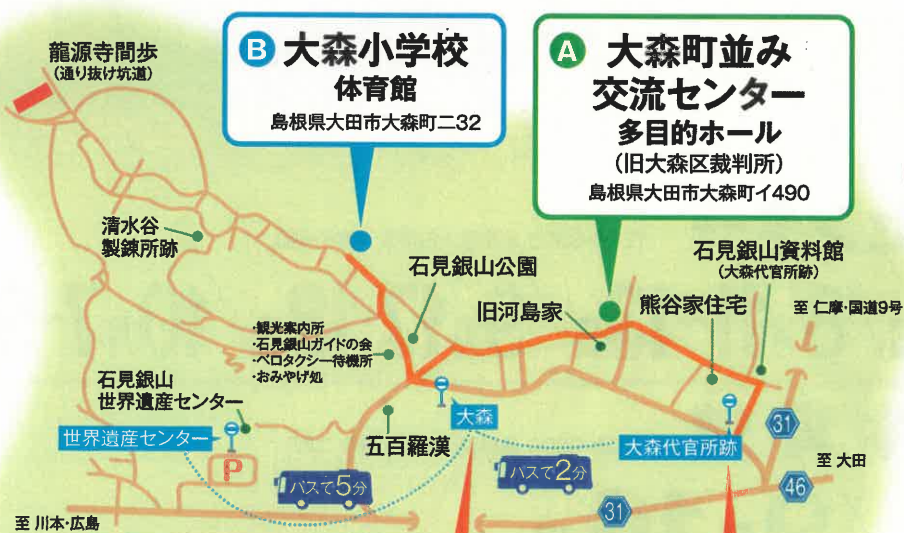 龍源寺間歩
(通り抜け坑道)
B 大森小学校
体育館
島根県大田市大森町二32
A 大森町並み
交流センター
多目的ホール
(旧大森区裁判所)
島根県大田市大森町イ490
清水谷
製錬所跡
石見銀山公園
旧河島家
石見銀山資料館
(大森代官所跡)
熊谷家住宅
至 仁摩・国道9号
・観光案内所
・石見銀山ガイドの会
・ベロタクシー待機所
・おみやげ処
石見銀山
世界遺産センター
世界遺産センター
P
五百羅漢
大森
大森代官所跡
31
至 大田
46
バスで5分
バスで2分
31
至 川本・広島